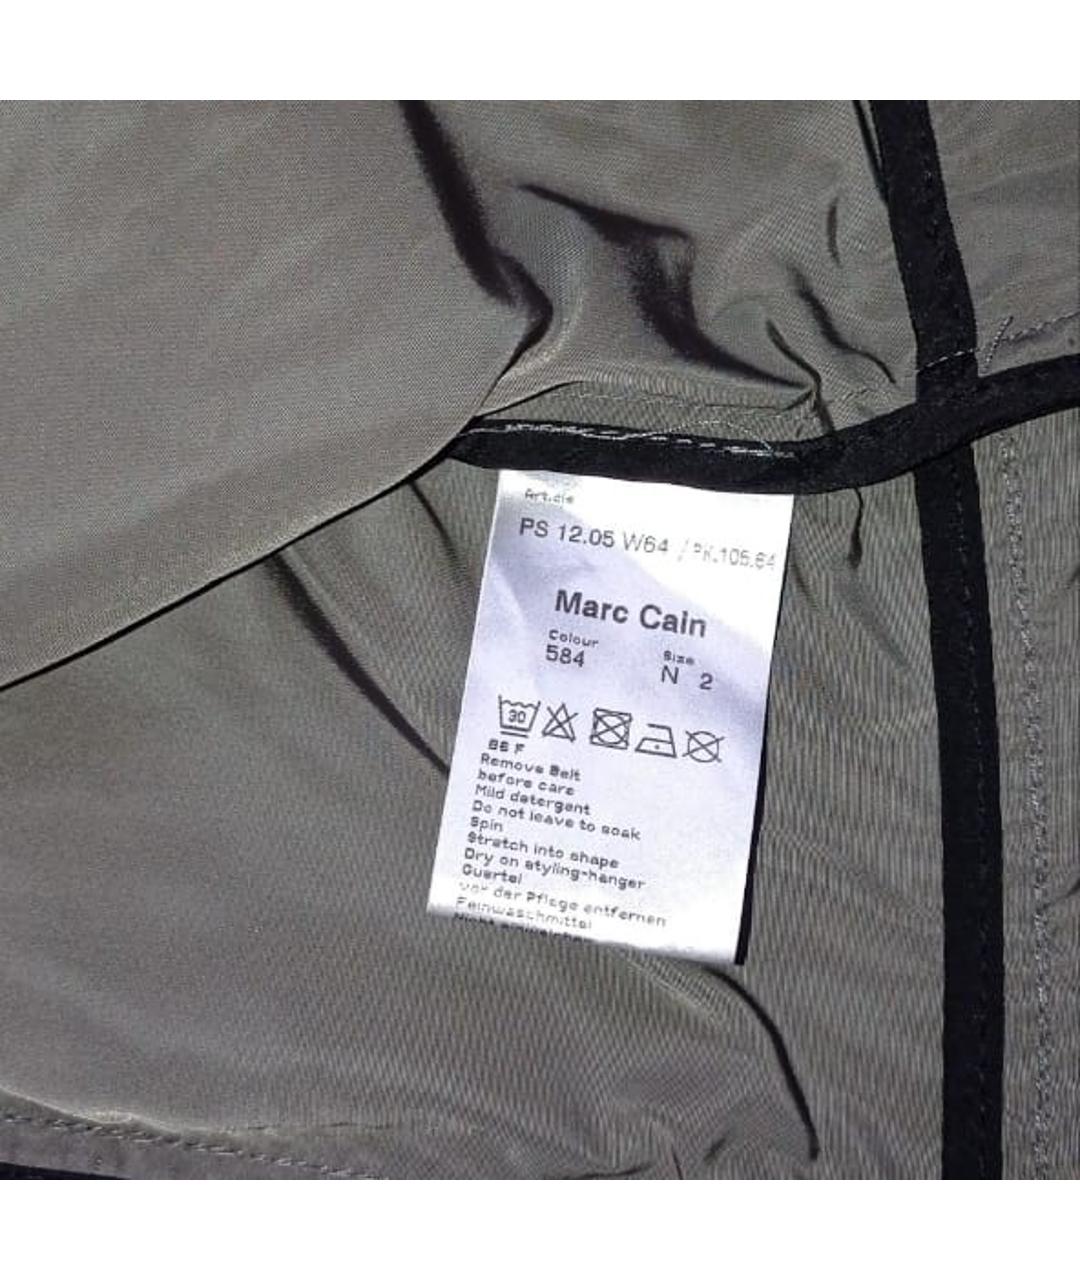 Article
PS 12.05 W64 / PK.105.64
Marc Cain
Colour Size
584 N 2
30
86 F
Remove Belt
before care
Mild detergent
Do not leave to soak
Spin
Stretch into shape
Dry on styling-hanger
Guertel
vor der Pflege entfernen
Feinwaschmittel
Nicht